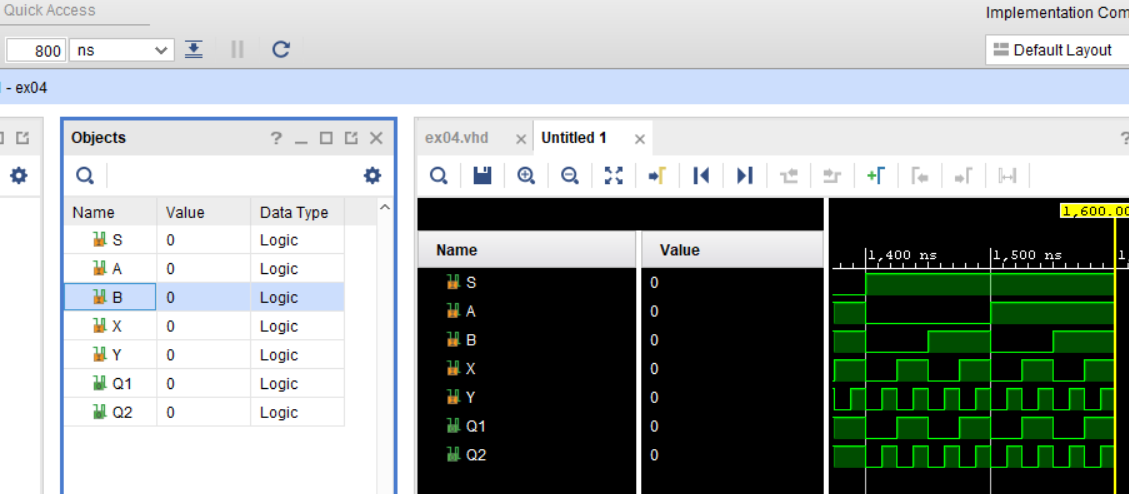 Quick Access
Implementation Com
800 ns
Default Layout
- ex04
Objects
?
ex04.vhd
Untitled 1
?
Name Value Data Type
S 0 Logic
A 0 Logic
B 0 Logic
X 0 Logic
Y 0 Logic
Q1 0 Logic
Q2 0 Logic
Name Value
S 0
A 0
B 0
X 0
Y 0
Q1 0
Q2 0
1,600.00
1,400 ns 1,500 ns 1